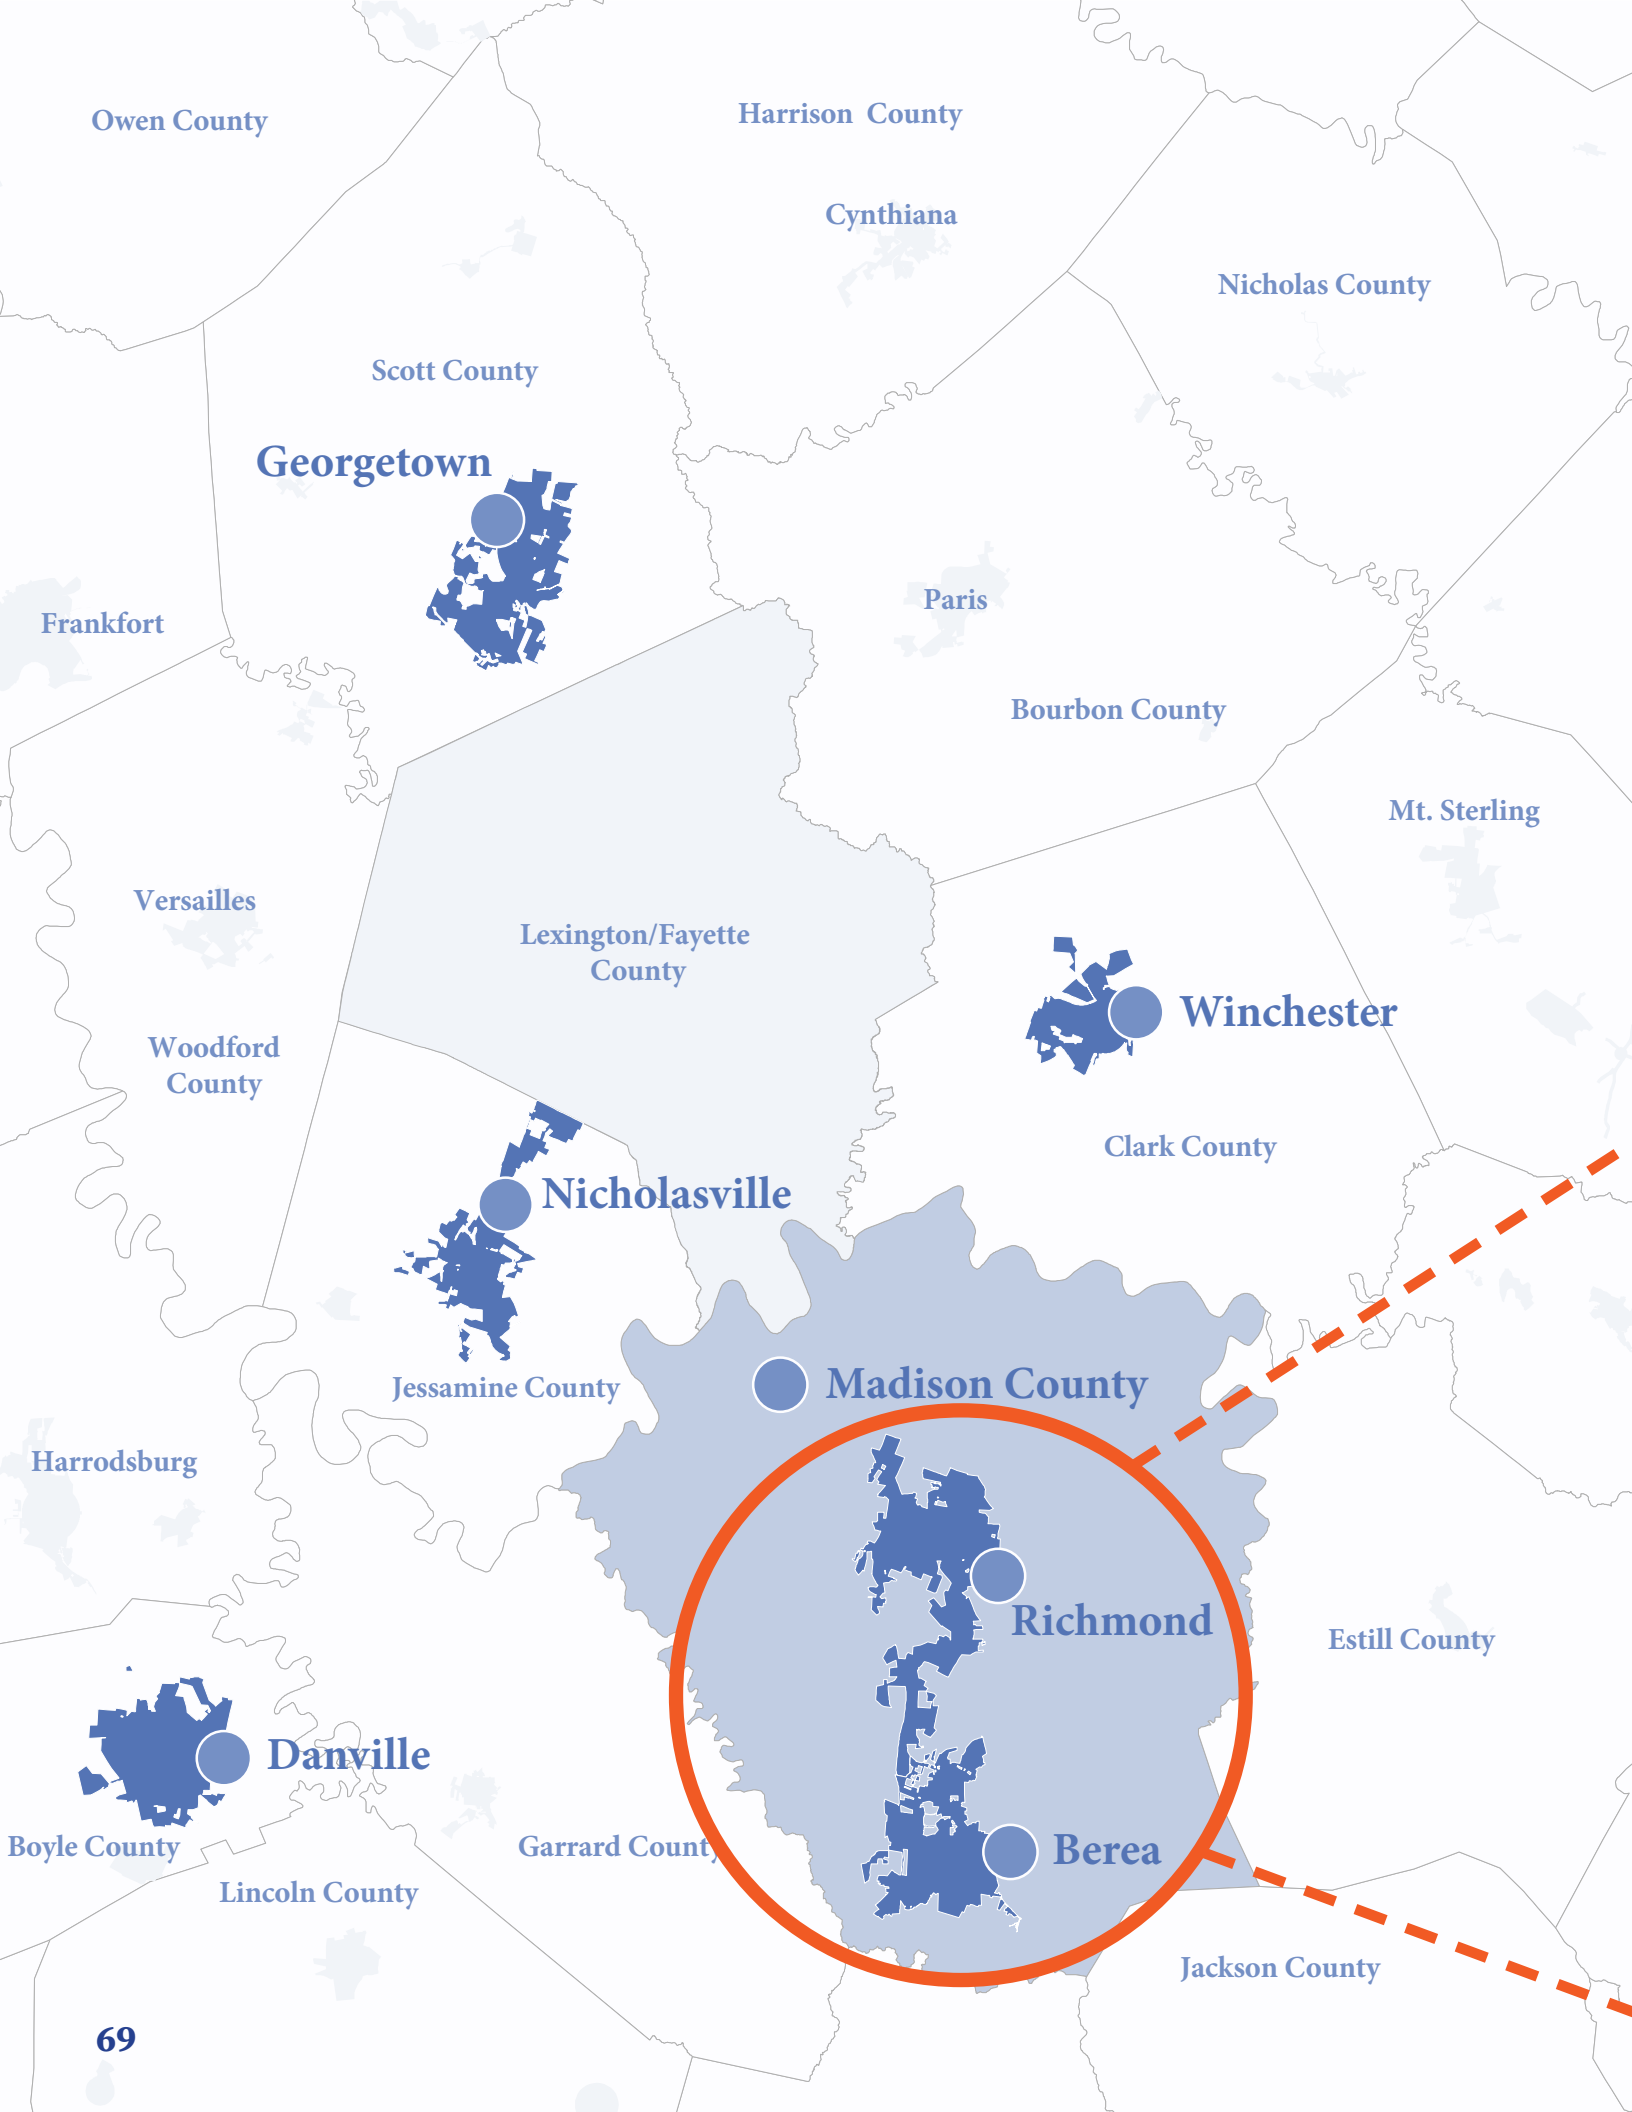 Owen County
Harrison County
Cynthiana
Nicholas County
Scott County
Georgetown
Frankfort
Paris
Bourbon County
Mt. Sterling
Versailles
Lexington/Fayette
County
Winchester
Woodford
County
Clark County
Nicholasville
Madison County
Jessamine County
Harrodsburg
Richmond
Estill County
Danville
Boyle County
Garrard County
Berea
Lincoln County
Jackson County
69